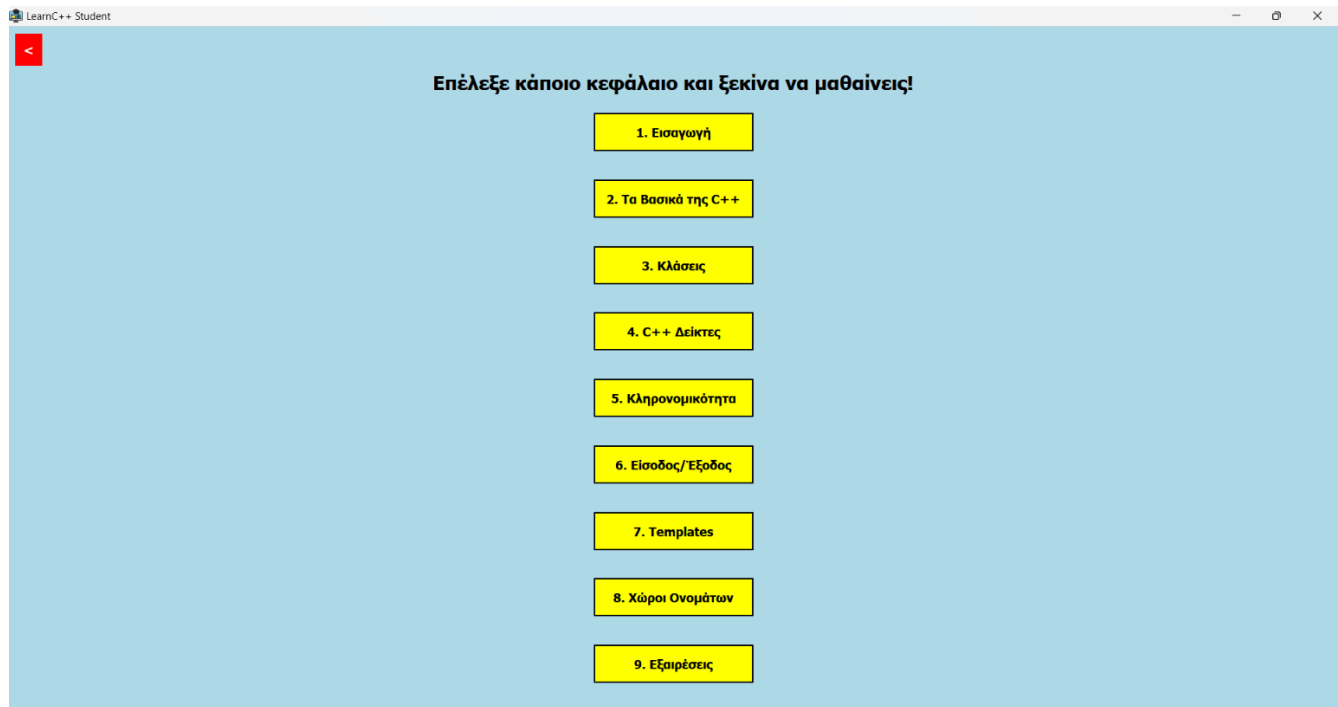 LearnC++ Student
<
Επέλεξε κάποιο κεφάλαιο και ξεκίνα να μαθαίνεις!
1. Εισαγωγή
2. Τα Βασικά της C++
3. Κλάσεις
4. C++ Δείκτες
5. Κληρονομικότητα
6. Είσοδος/Έξοδος
7. Templates
8. Χώροι Ονομάτων
9. Εξαιρέσεις